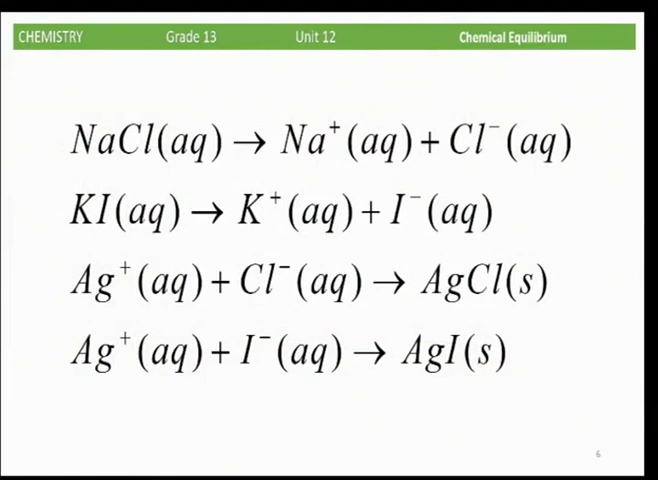 CHEMISTRY Grade 13 Unit 12 Chemical Equilibrium
NaCl(aq) → Na⁺(aq) + Cl⁻(aq)
KI(aq) → K⁺(aq) + I⁻(aq)
Ag⁺(aq) + Cl⁻(aq) → AgCl(s)
Ag⁺(aq) + I⁻(aq) → AgI(s)
6